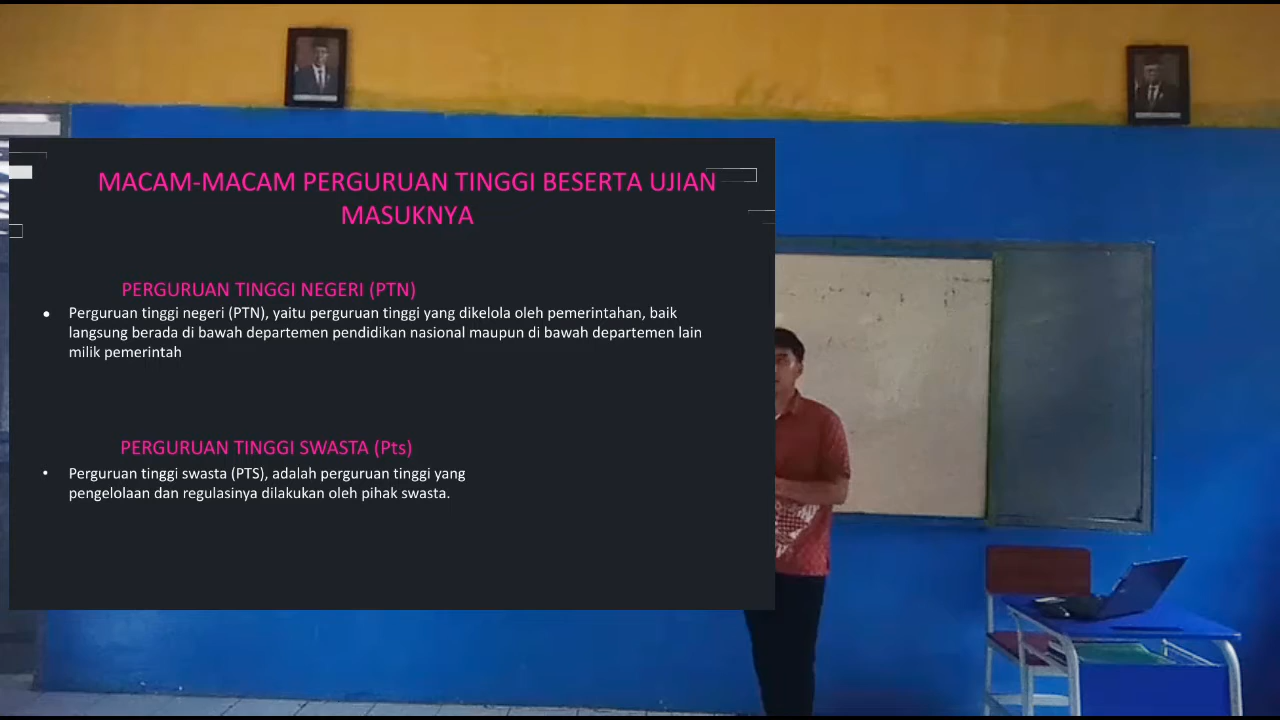 MACAM-MACAM PERGURUAN TINGGI BESERTA UJIAN
MASUKNYA
PERGURUAN TINGGI NEGERI (PTN)
• Perguruan tinggi negeri (PTN), yaitu perguruan tinggi yang dikelola oleh pemerintahan, baik
langsung berada di bawah departemen pendidikan nasional maupun di bawah departemen lain
milik pemerintah
PERGURUAN TINGGI SWASTA (Pts)
• Perguruan tinggi swasta (PTS), adalah perguruan tinggi yang
pengelolaan dan regulasinya dilakukan oleh pihak swasta.